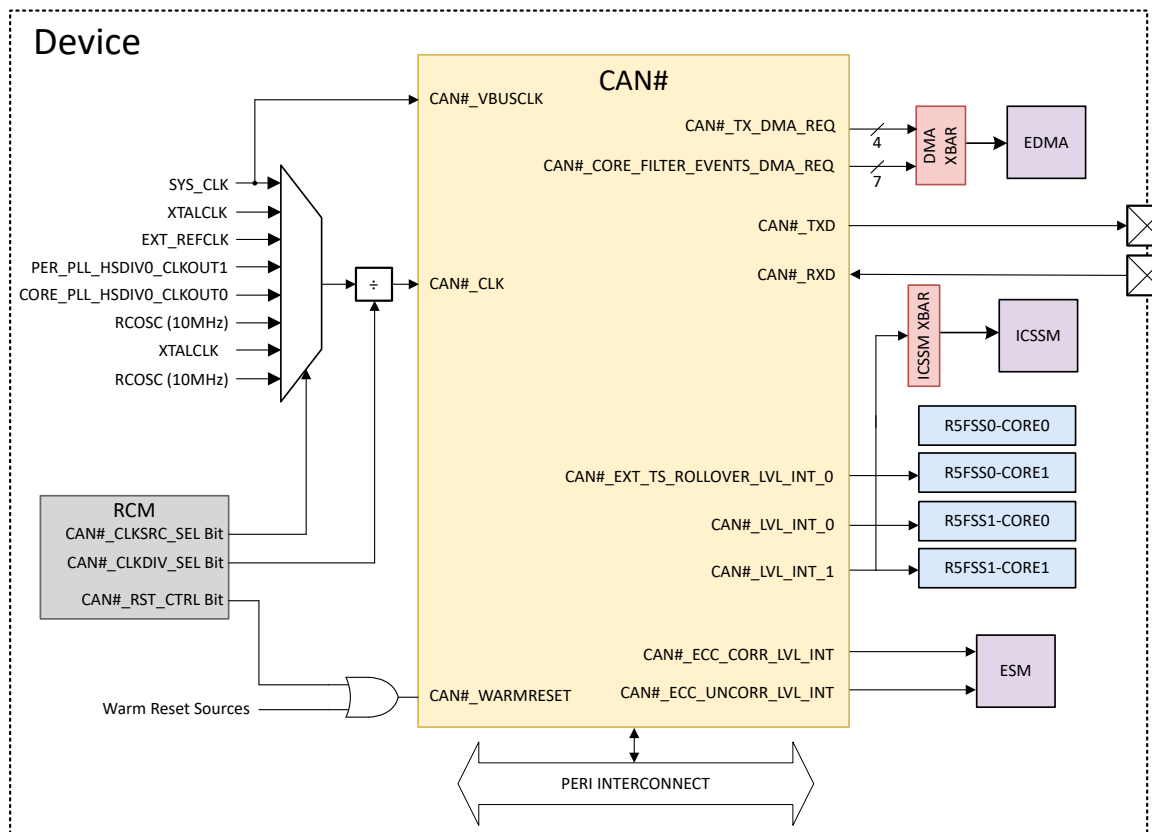 Device
CAN#
CAN#_VBUSCLK
CAN#_TX_DMA_REQ
4
CAN#_CORE_FILTER_EVENTS_DMA_REQ
7
DMA
XBAR
EDMA
SYS_CLK
XTALCLK
EXT_REFCLK
PER_PLL_HSDIV0_CLKOUT1
CORE_PLL_HSDIV0_CLKOUT0
RCOSC (10MHz)
XTALCLK
RCOSC (10MHz)
÷
CAN#_CLK
CAN#_TXD
CAN#_RXD
ICSSM XBAR
ICSSM
R5FSS0-CORE0
R5FSS0-CORE1
R5FSS1-CORE0
R5FSS1-CORE1
CAN#_EXT_TS_ROLLOVER_LVL_INT_0
CAN#_LVL_INT_0
CAN#_LVL_INT_1
RCM
CAN#_CLKSRC_SEL Bit
CAN#_CLKDIV_SEL Bit
CAN#_RST_CTRL Bit
Warm Reset Sources
CAN#_WARMRESET
CAN#_ECC_CORR_LVL_INT
CAN#_ECC_UNCORR_LVL_INT
ESM
PERI INTERCONNECT